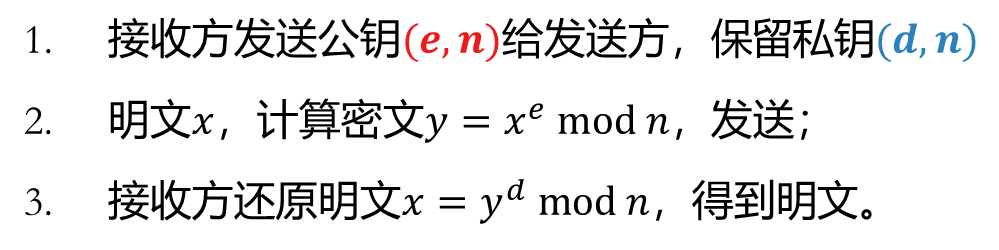 1. 接收方发送公钥(e, n)给发送方，保留私钥(d, n)
2. 明文x，计算密文y = xᵉ mod n，发送；
3. 接收方还原明文x = yᵈ mod n，得到明文。